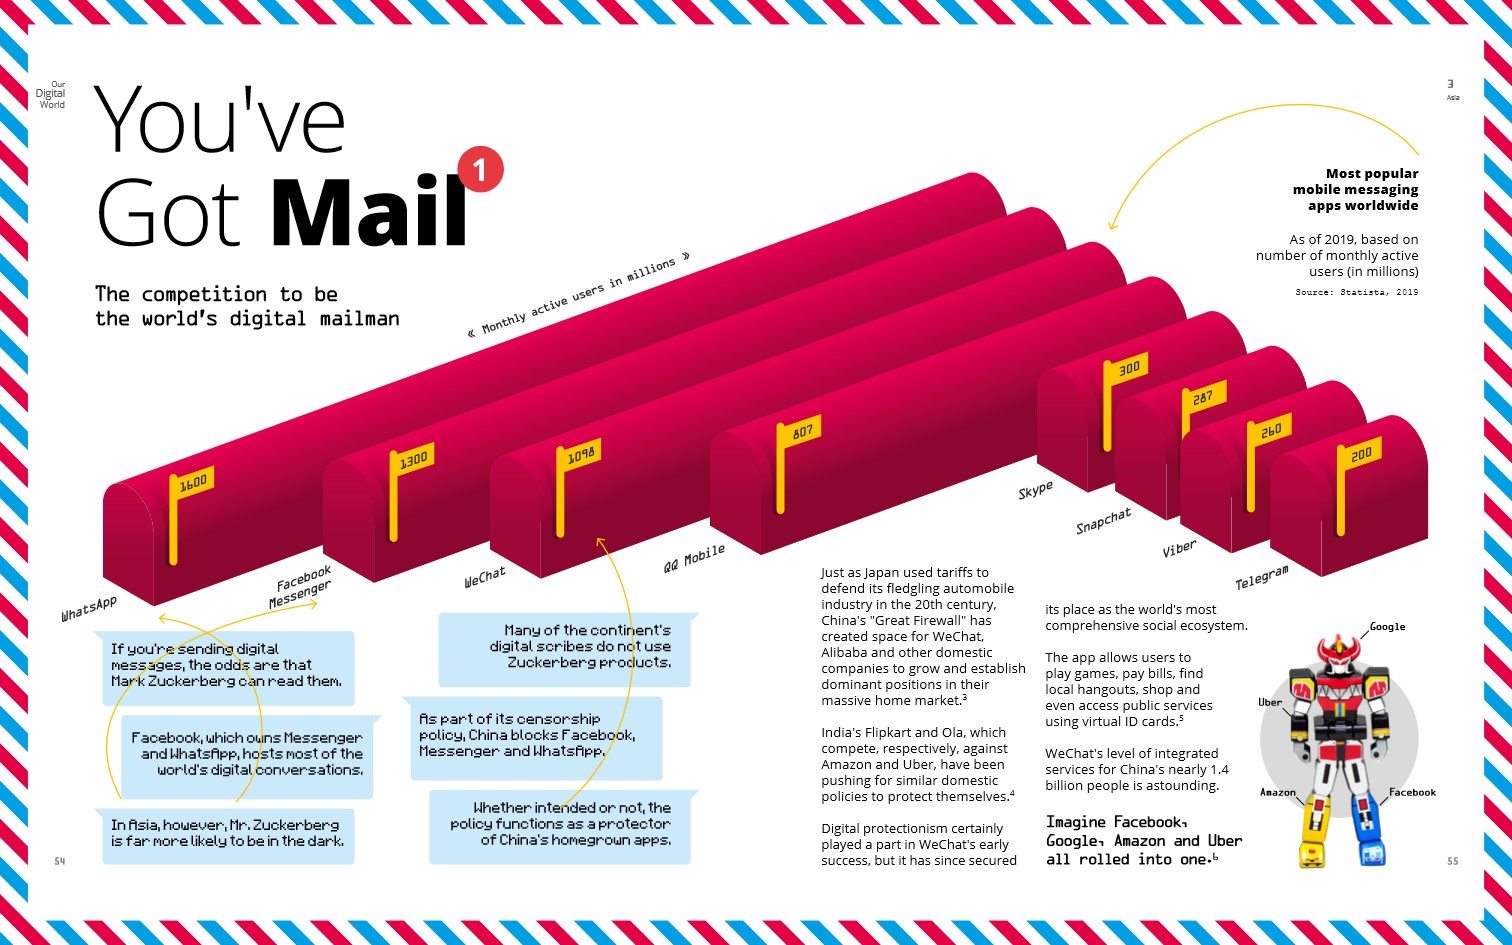 Our
Digital
World
3
Asia
You've
Got Mail
1
The competition to be
the world's digital mailman
« Monthly active users in millions »
Most popular
mobile messaging
apps worldwide
As of 2019, based on
number of monthly active
users (in millions)
Source: Statista, 2019
1600
1300
1098
807
300
287
260
200
WhatsApp
Facebook
Messenger
WeChat
QQ Mobile
Skype
Snapchat
Viber
Telegram
If you're sending digital
messages, the odds are that
Mark Zuckerberg can read them.
Facebook, which owns Messenger
and WhatsApp, hosts most of the
world's digital conversations.
In Asia, however, Mr. Zuckerberg
is far more likely to be in the dark.
Many of the continent's
digital scribes do not use
Zuckerberg products.
As part of its censorship
policy, China blocks Facebook,
Messenger and WhatsApp.
Whether intended or not, the
policy functions as a protector
of China's homegrown apps.
Just as Japan used tariffs to
defend its fledgling automobile
industry in the 20th century,
China's "Great Firewall" has
created space for WeChat,
Alibaba and other domestic
companies to grow and establish
dominant positions in their
massive home market.³
India's Flipkart and Ola, which
compete, respectively, against
Amazon and Uber, have been
pushing for similar domestic
policies to protect themselves.⁴
Digital protectionism certainly
played a part in WeChat's early
success, but it has since secured
its place as the world's most
comprehensive social ecosystem.
The app allows users to
play games, pay bills, find
local hangouts, shop and
even access public services
using virtual ID cards.⁵
WeChat's level of integrated
services for China's nearly 1.4
billion people is astounding.
Imagine Facebook,
Google, Amazon and Uber
all rolled into one.⁶
Google
Uber
Amazon
Facebook
54
55